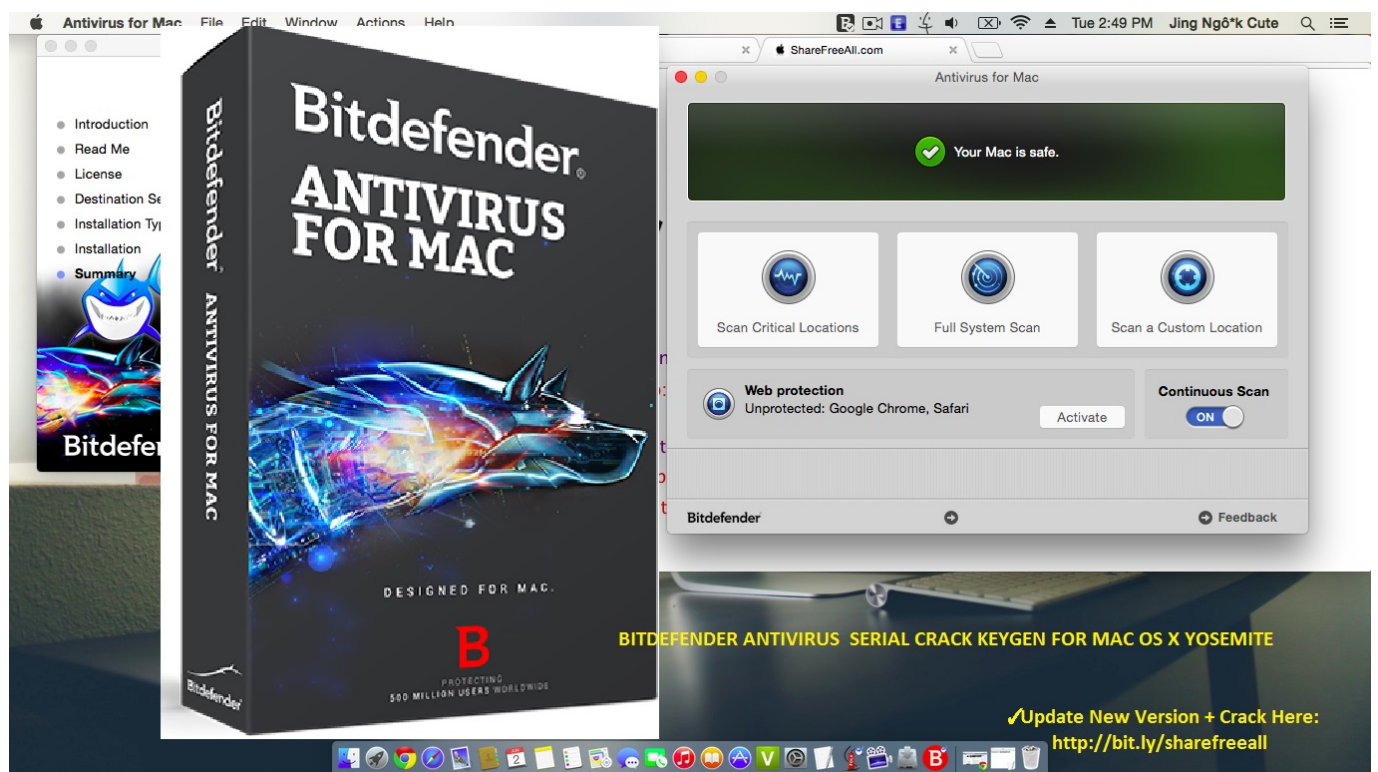 Antivirus for Mac File Edit Window Actions Help
Tue 2:49 PM Jing Ngô*k Cute
ShareFreeAll.com
Introduction
Read Me
License
Destination Se
Installation Ty
Installation
Summary
Bitdefe
Bitdefender ANTIVIRUS FOR MAC
Bitdefender
Bitdefender®
ANTIVIRUS
FOR MAC
DESIGNED FOR MAC.
B
PROTECTING
500 MILLION USERS WORLDWIDE
Antivirus for Mac
Your Mac is safe.
Scan Critical Locations
Full System Scan
Scan a Custom Location
Web protection
Unprotected: Google Chrome, Safari
Activate
Continuous Scan
ON
Bitdefender
Feedback
BITDEFENDER ANTIVIRUS SERIAL CRACK KEYGEN FOR MAC OS X YOSEMITE
✓Update New Version + Crack Here:
http://bit.ly/sharefreeall